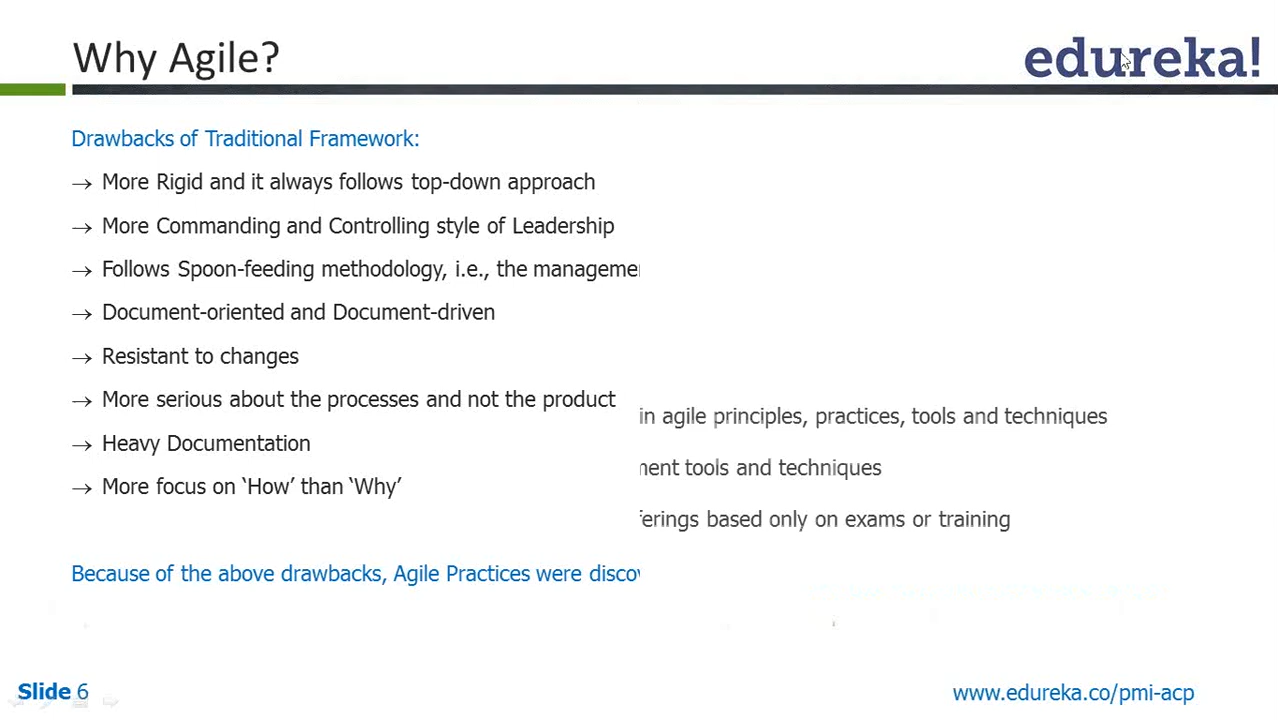 Why Agile?
edureka!
Drawbacks of Traditional Framework:
→ More Rigid and it always follows top-down approach
→ More Commanding and Controlling style of Leadership
→ Follows Spoon-feeding methodology, i.e., the
→ Document-oriented and Document-driven
→ Resistant to changes
→ More serious about the processes and not the product
in agile principles, practices, tools and techniques
→ Heavy Documentation
tools and techniques
→ More focus on ‘How’ than ‘Why’
based only on exams or training
Because of the above drawbacks, Agile Practices were
Slide 6
www.edureka.co/pmi-acp